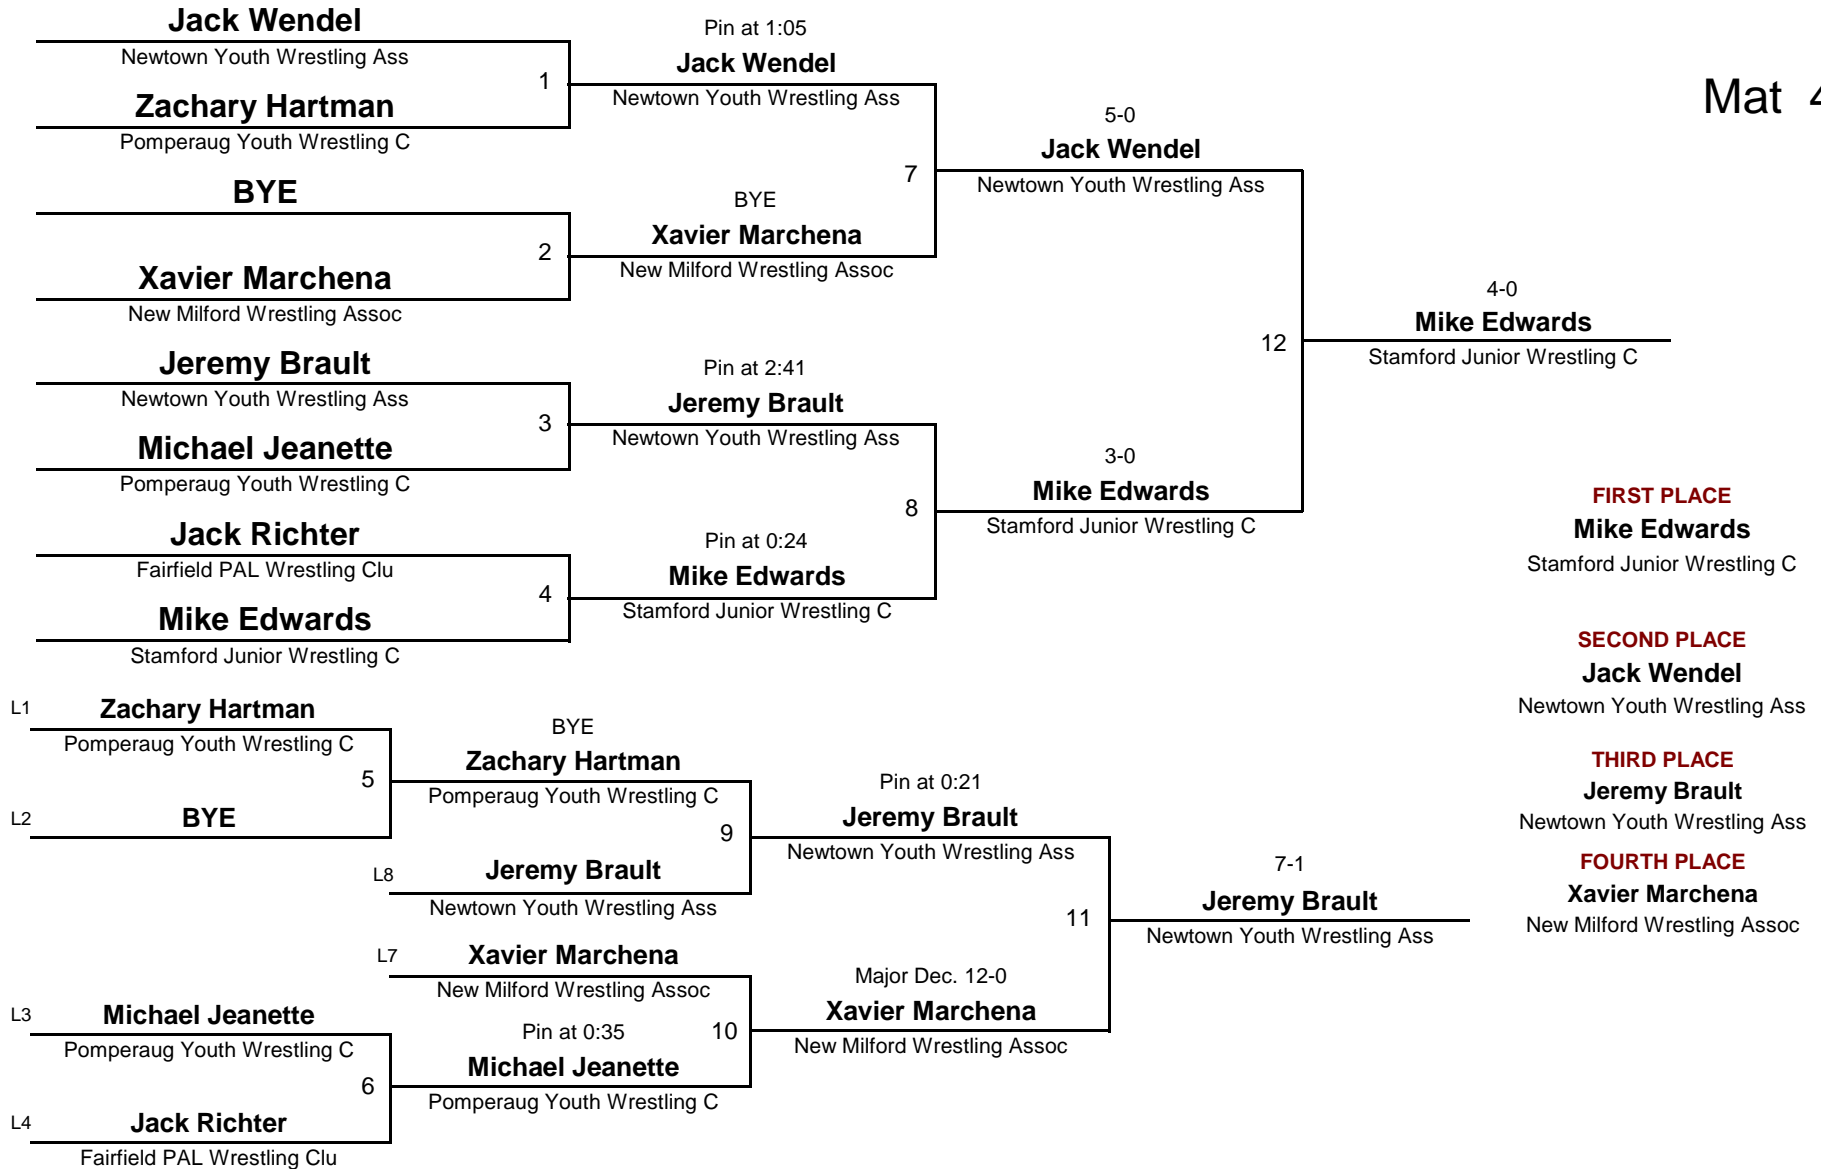 Jack Wendel
Newtown Youth Wrestling Ass
1
Zachary Hartman
Pomperaug Youth Wrestling C
BYE
2
Xavier Marchena
New Milford Wrestling Assoc
Jeremy Brault
Newtown Youth Wrestling Ass
3
Michael Jeanette
Pomperaug Youth Wrestling C
Jack Richter
Fairfield PAL Wrestling Clu
4
Mike Edwards
Stamford Junior Wrestling C
Pin at 1:05
Jack Wendel
Newtown Youth Wrestling Ass
7
BYE
Xavier Marchena
New Milford Wrestling Assoc
Pin at 2:41
Jeremy Brault
Newtown Youth Wrestling Ass
8
Pin at 0:24
Mike Edwards
Stamford Junior Wrestling C
5-0
Jack Wendel
Newtown Youth Wrestling Ass
12
3-0
Mike Edwards
Stamford Junior Wrestling C
4-0
Mike Edwards
Stamford Junior Wrestling C
Mat 4
L1
Zachary Hartman
Pomperaug Youth Wrestling C
5
L2
BYE
BYE
Zachary Hartman
Pomperaug Youth Wrestling C
9
L8
Jeremy Brault
Newtown Youth Wrestling Ass
L7
Xavier Marchena
New Milford Wrestling Assoc
10
L3
Michael Jeanette
Pomperaug Youth Wrestling C
6
L4
Jack Richter
Fairfield PAL Wrestling Clu
Pin at 0:35
Michael Jeanette
Pomperaug Youth Wrestling C
Pin at 0:21
Jeremy Brault
Newtown Youth Wrestling Ass
11
Major Dec. 12-0
Xavier Marchena
New Milford Wrestling Assoc
7-1
Jeremy Brault
Newtown Youth Wrestling Ass
FIRST PLACE
Mike Edwards
Stamford Junior Wrestling C
SECOND PLACE
Jack Wendel
Newtown Youth Wrestling Ass
THIRD PLACE
Jeremy Brault
Newtown Youth Wrestling Ass
FOURTH PLACE
Xavier Marchena
New Milford Wrestling Assoc